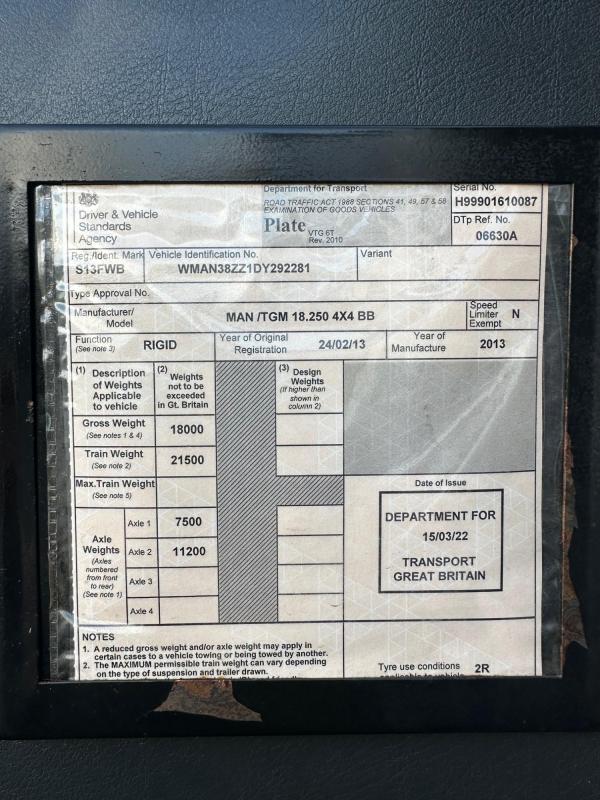 Driver & Vehicle
Standards
Agency
Department for Transport
ROAD TRAFFIC ACT 1988 SECTIONS 41, 49, 57 & 58
EXAMINATION OF GOODS VEHICLES
Plate VTG 6T
Rev. 2010
Serial No.
H99901610087
DTp Ref. No.
06630A
Reg./Ident. Mark
S13FWB
Vehicle Identification No.
WMAN38ZZ1DY292281
Variant
Type Approval No.
Manufacturer/
Model
MAN /TGM 18.250 4X4 BB
Speed
Limiter N
Exempt
Function
(See note 3)
RIGID
Year of Original
Registration
24/02/13
Year of
Manufacture
2013
(1) Description
of Weights
Applicable
to vehicle
(2) Weights
not to be
exceeded
in Gt. Britain
(3) Design
Weights
(If higher than
shown in
column 2)
Gross Weight
(See notes 1 & 4)
18000
Train Weight
(See note 2)
21500
Max.Train Weight
(See note 5)
Axle
Weights
(Axles
numbered
from front
to rear)
(See note 1)
Axle 1 7500
Axle 2 11200
Axle 3
Axle 4
Date of Issue
DEPARTMENT FOR
15/03/22
TRANSPORT
GREAT BRITAIN
NOTES
1. A reduced gross weight and/or axle weight may apply in
certain cases to a vehicle towing or being towed by another.
2. The MAXIMUM permissible train weight can vary depending
on the type of suspension and trailer drawn.
Tyre use conditions 2R